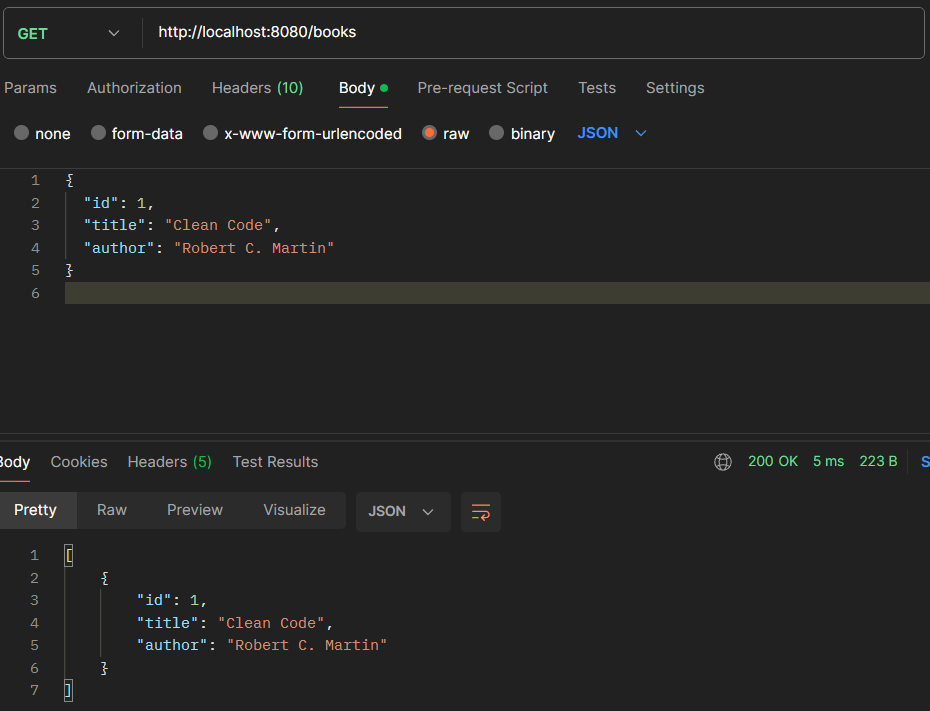 GET http://localhost:8080/books
Params Authorization Headers (10) Body Pre-request Script Tests Settings
none form-data x-www-form-urlencoded raw binary JSON
1 {
2 "id": 1,
3 "title": "Clean Code",
4 "author": "Robert C. Martin"
5 }
6
Body Cookies Headers (5) Test Results 200 OK 5 ms 223 B S
Pretty Raw Preview Visualize JSON
1 [
2 {
3 "id": 1,
4 "title": "Clean Code",
5 "author": "Robert C. Martin"
6 }
7 ]